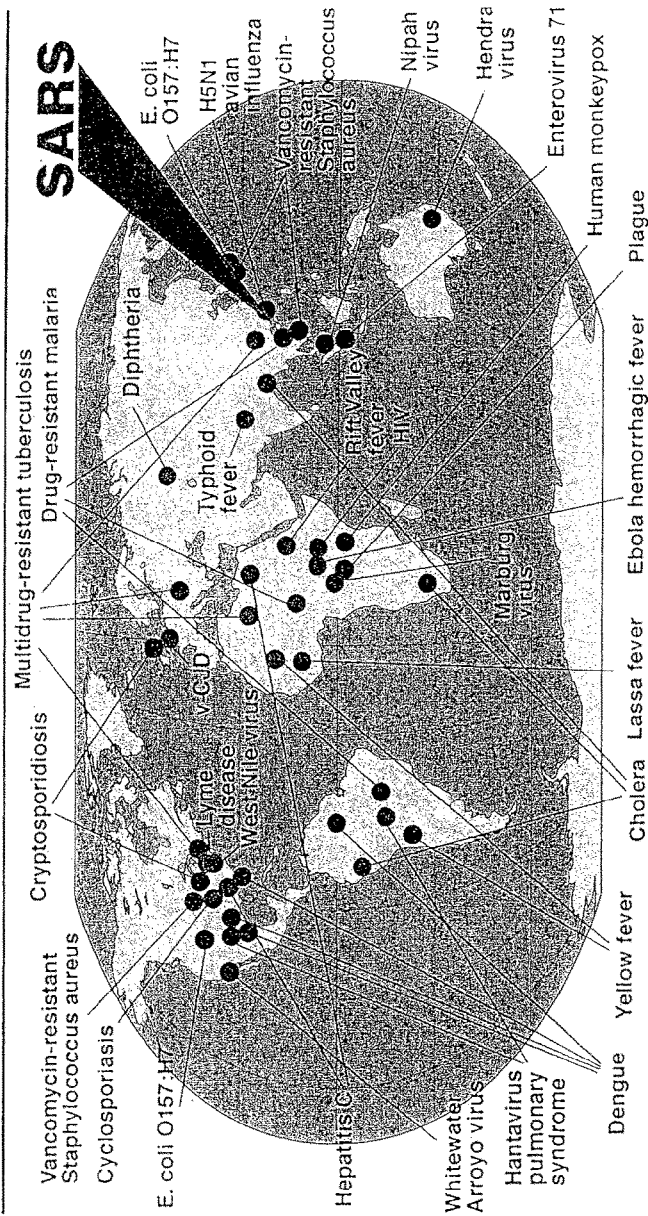 SARS
Multidrug-resistant tuberculosis
Drug-resistant malaria
Cryptosporidiosis
Vancomycin-resistant
Staphylococcus aureus
Cyclosporiasis
E. coli O157:H7
Hepatitis C
Whitewater
Arroyo virus
Hantavirus
pulmonary
syndrome
Dengue
Yellow fever
Cholera
Lassa fever
Ebola hemorrhagic fever
Plague
Human monkeypox
Enterovirus 71
Hendra
virus
Nipah
virus
Vancomycin-
resistant
Staphylococcus
aureus
H5N1
avian
influenza
E. coli
O157:H7
Diphtheria
Typhoid
fever
Rift Valley
fever
HIV
Marburg
virus
vCJD
Lyme
disease
West Nile virus